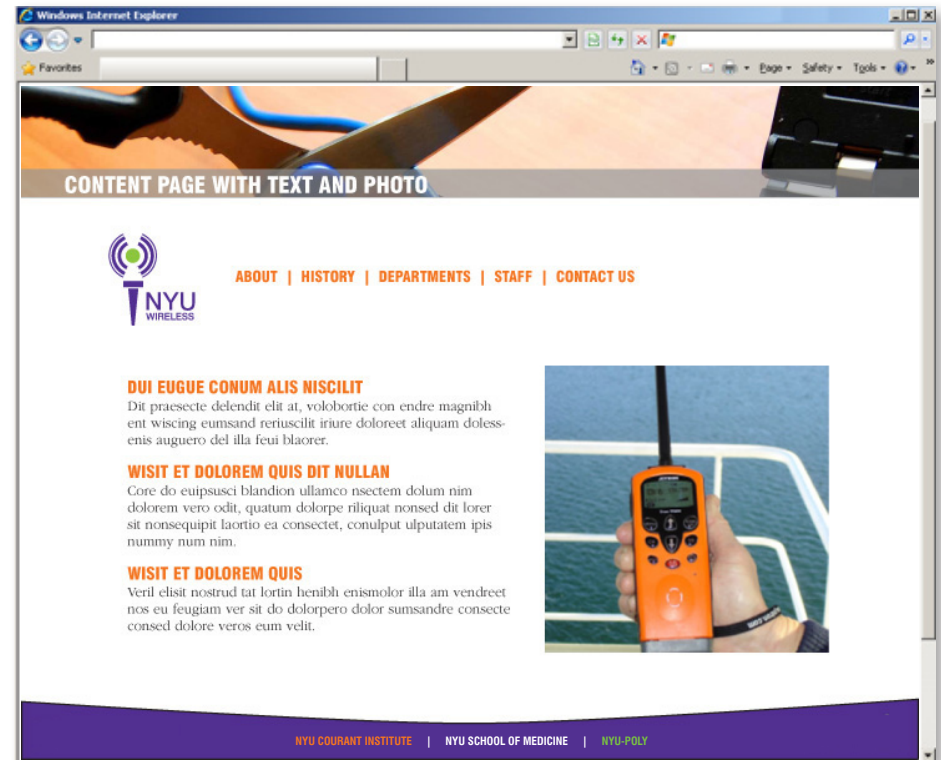 Windows Internet Explorer
Favorites
Page Safety Tools
CONTENT PAGE WITH TEXT AND PHOTO
NYU
WIRELESS
ABOUT | HISTORY | DEPARTMENTS | STAFF | CONTACT US
DUI EUGUE CONUM ALIS NISCILIT
Dit praesecte delendit elit at, volobortie con endre magnibh
ent wiscing eumsand reriuscilit iriure doloreet aliquam doless-
enis auguero del illa feui blaorer.
WISIT ET DOLOREM QUIS DIT NULLAN
Core do euipsusci blandion ullamco nsectem dolum nim
dolorem vero odit, quatum dolorpe riliquat nonsed dit lorer
sit nonsequipit laortio ea consectet, conulput ulputatem ipis
nummy num nim.
WISIT ET DOLOREM QUIS
Veril elisit nostrud tat lortin henibh enismolor illa am vendreet
nos eu feugiam ver sit do dolorpero dolor sumsandre consecte
consed dolore veros eum velit.
NYU COURANT INSTITUTE | NYU SCHOOL OF MEDICINE | NYU-POLY